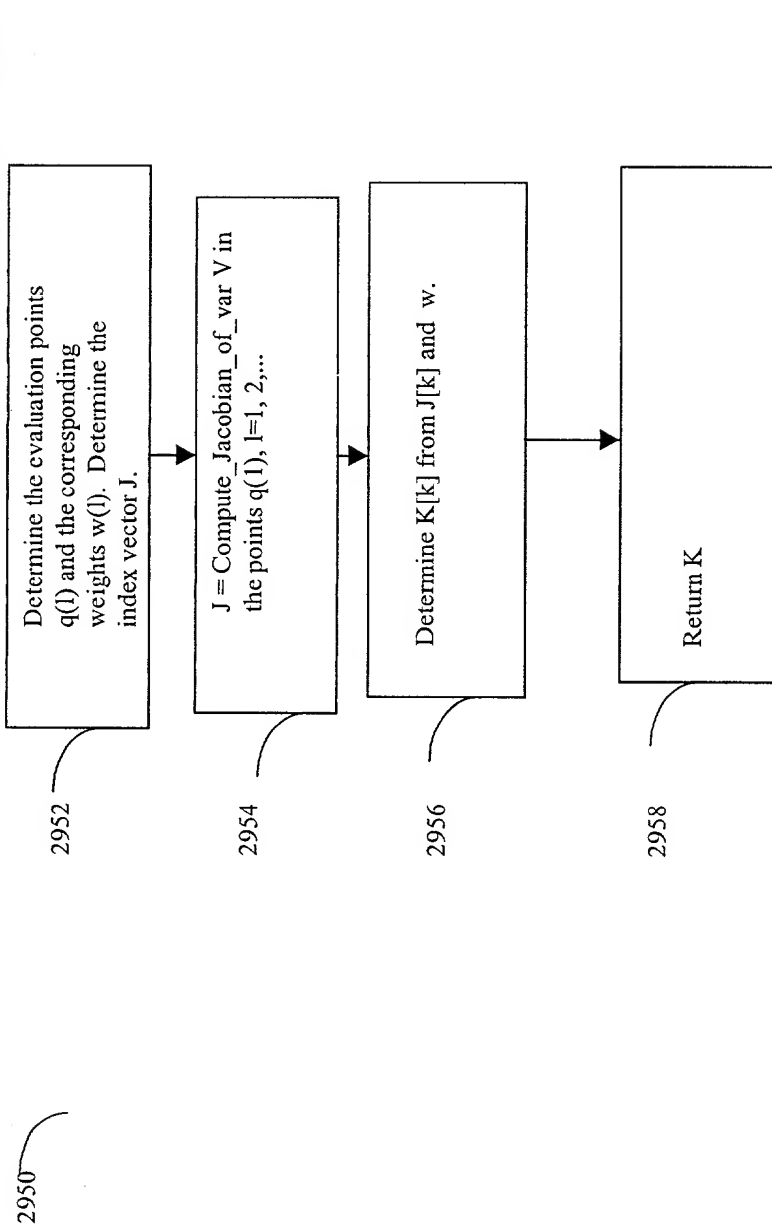 2950
2952
Determine the evaluation points
q(l) and the corresponding
weights w(l). Determine the
index vector J.
2954
J = Compute_Jacobian_of_var V in
the points q(l), l=1, 2,...
2956
Determine K[k] from J[k] and w.
2958
Return K